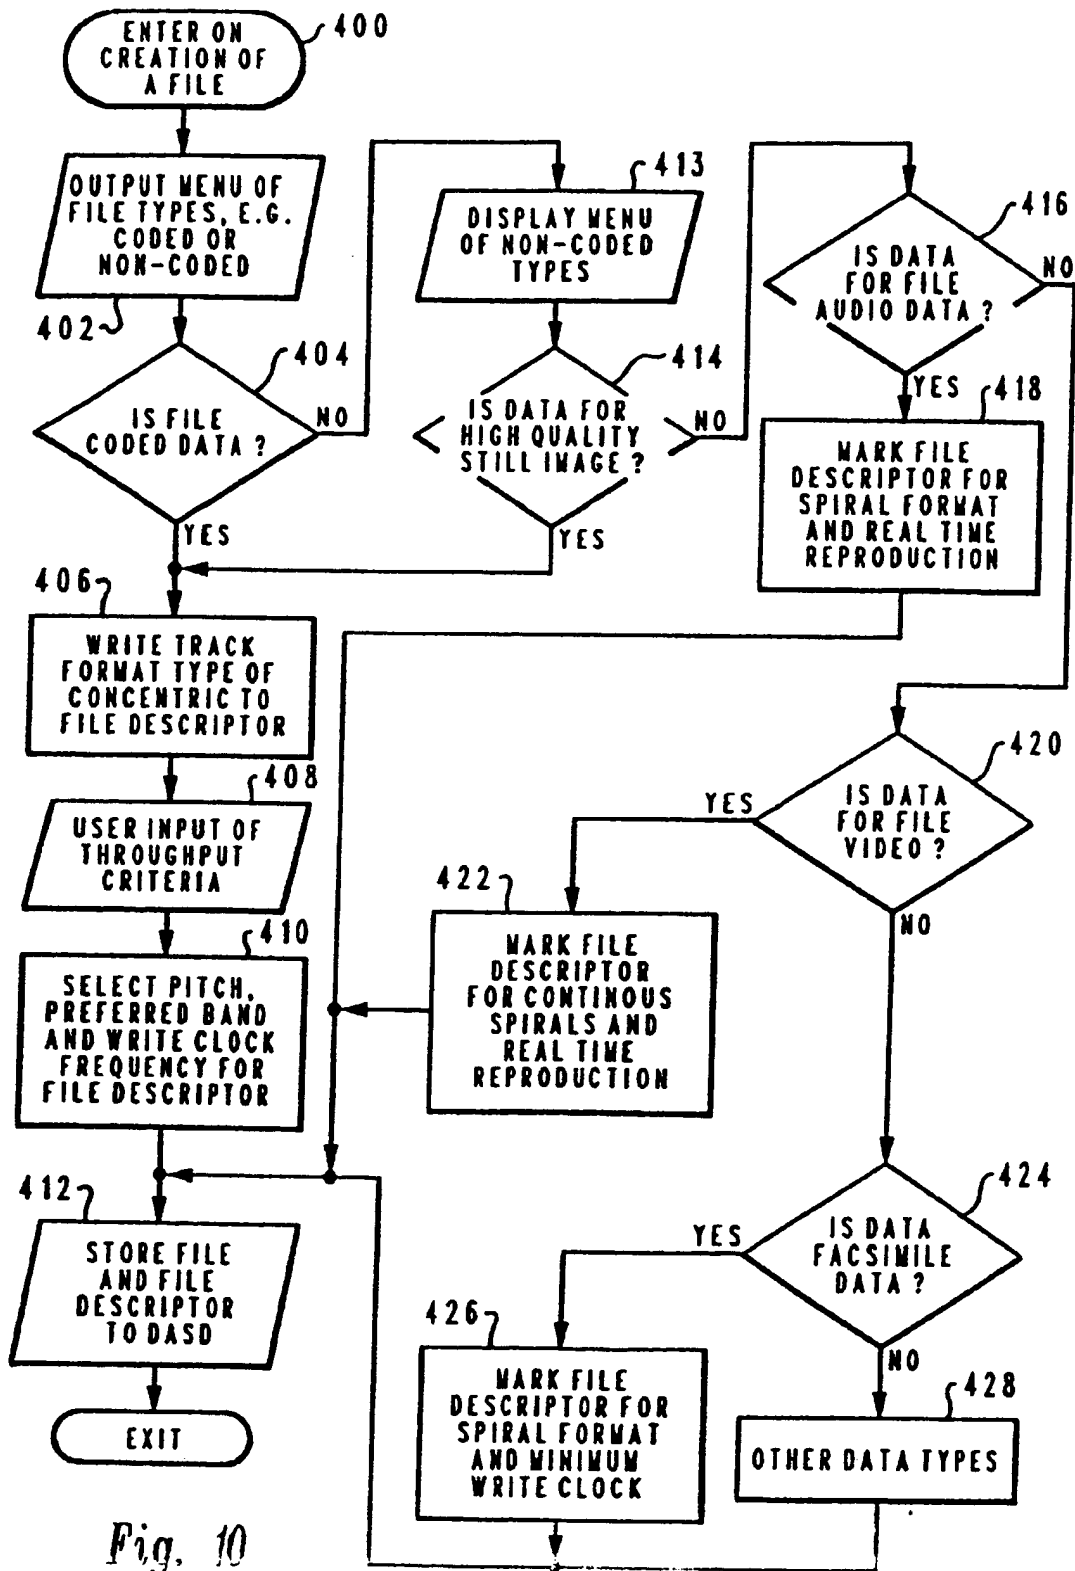 ENTER ON
CREATION OF
A FILE
400
OUTPUT MENU OF
FILE TYPES, E.G.
CODED OR
NON-CODED
402
404
IS FILE
CODED DATA ?
NO
YES
406
WRITE TRACK
FORMAT TYPE OF
CONCENTRIC TO
FILE DESCRIPTOR
408
USER INPUT OF
THROUGHPUT
CRITERIA
410
SELECT PITCH,
PREFERRED BAND
AND WRITE CLOCK
FREQUENCY FOR
FILE DESCRIPTOR
412
STORE FILE
AND FILE
DESCRIPTOR
TO DASD
EXIT
413
DISPLAY MENU
OF NON-CODED
TYPES
414
IS DATA FOR
HIGH QUALITY
STILL IMAGE ?
NO
YES
416
IS DATA
FOR FILE
AUDIO DATA ?
NO
YES
418
MARK FILE
DESCRIPTOR FOR
SPIRAL FORMAT
AND REAL TIME
REPRODUCTION
420
IS DATA
FOR FILE
VIDEO ?
YES
NO
422
MARK FILE
DESCRIPTOR
FOR CONTINOUS
SPIRALS AND
REAL TIME
REPRODUCTION
424
IS DATA
FACSIMILE
DATA ?
YES
NO
426
MARK FILE
DESCRIPTOR FOR
SPIRAL FORMAT
AND MINIMUM
WRITE CLOCK
428
OTHER DATA TYPES
Fig. 10